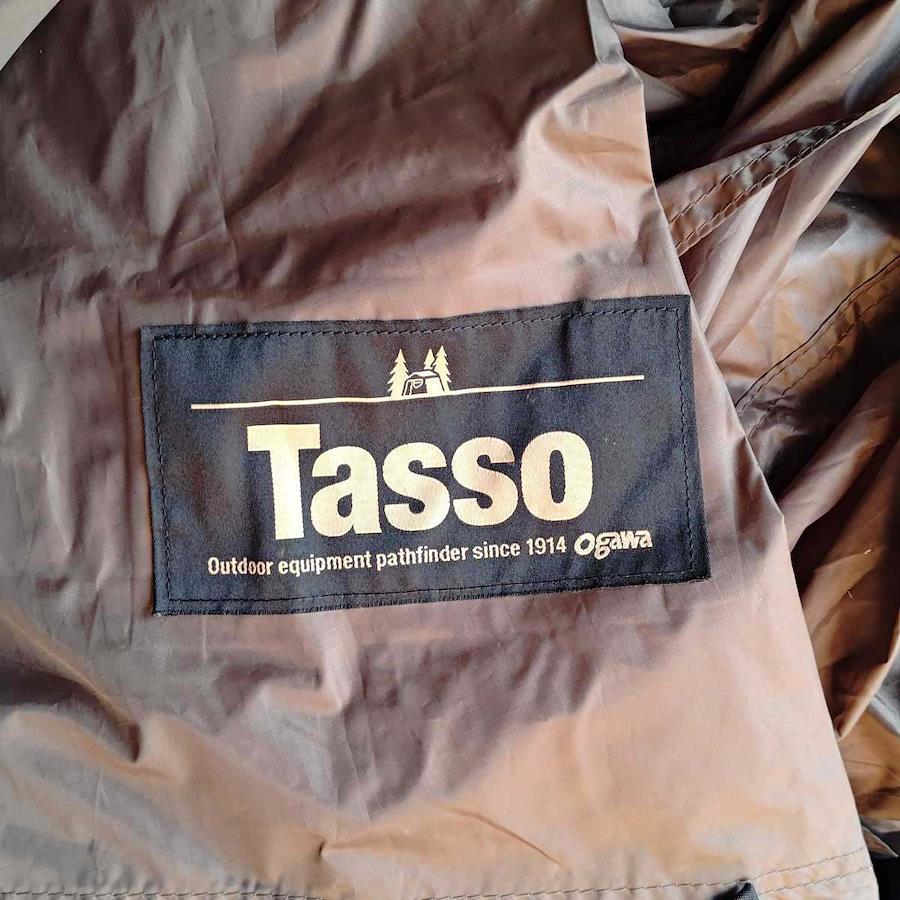 Tasso
Outdoor equipment pathfinder since 1914 Ogawa